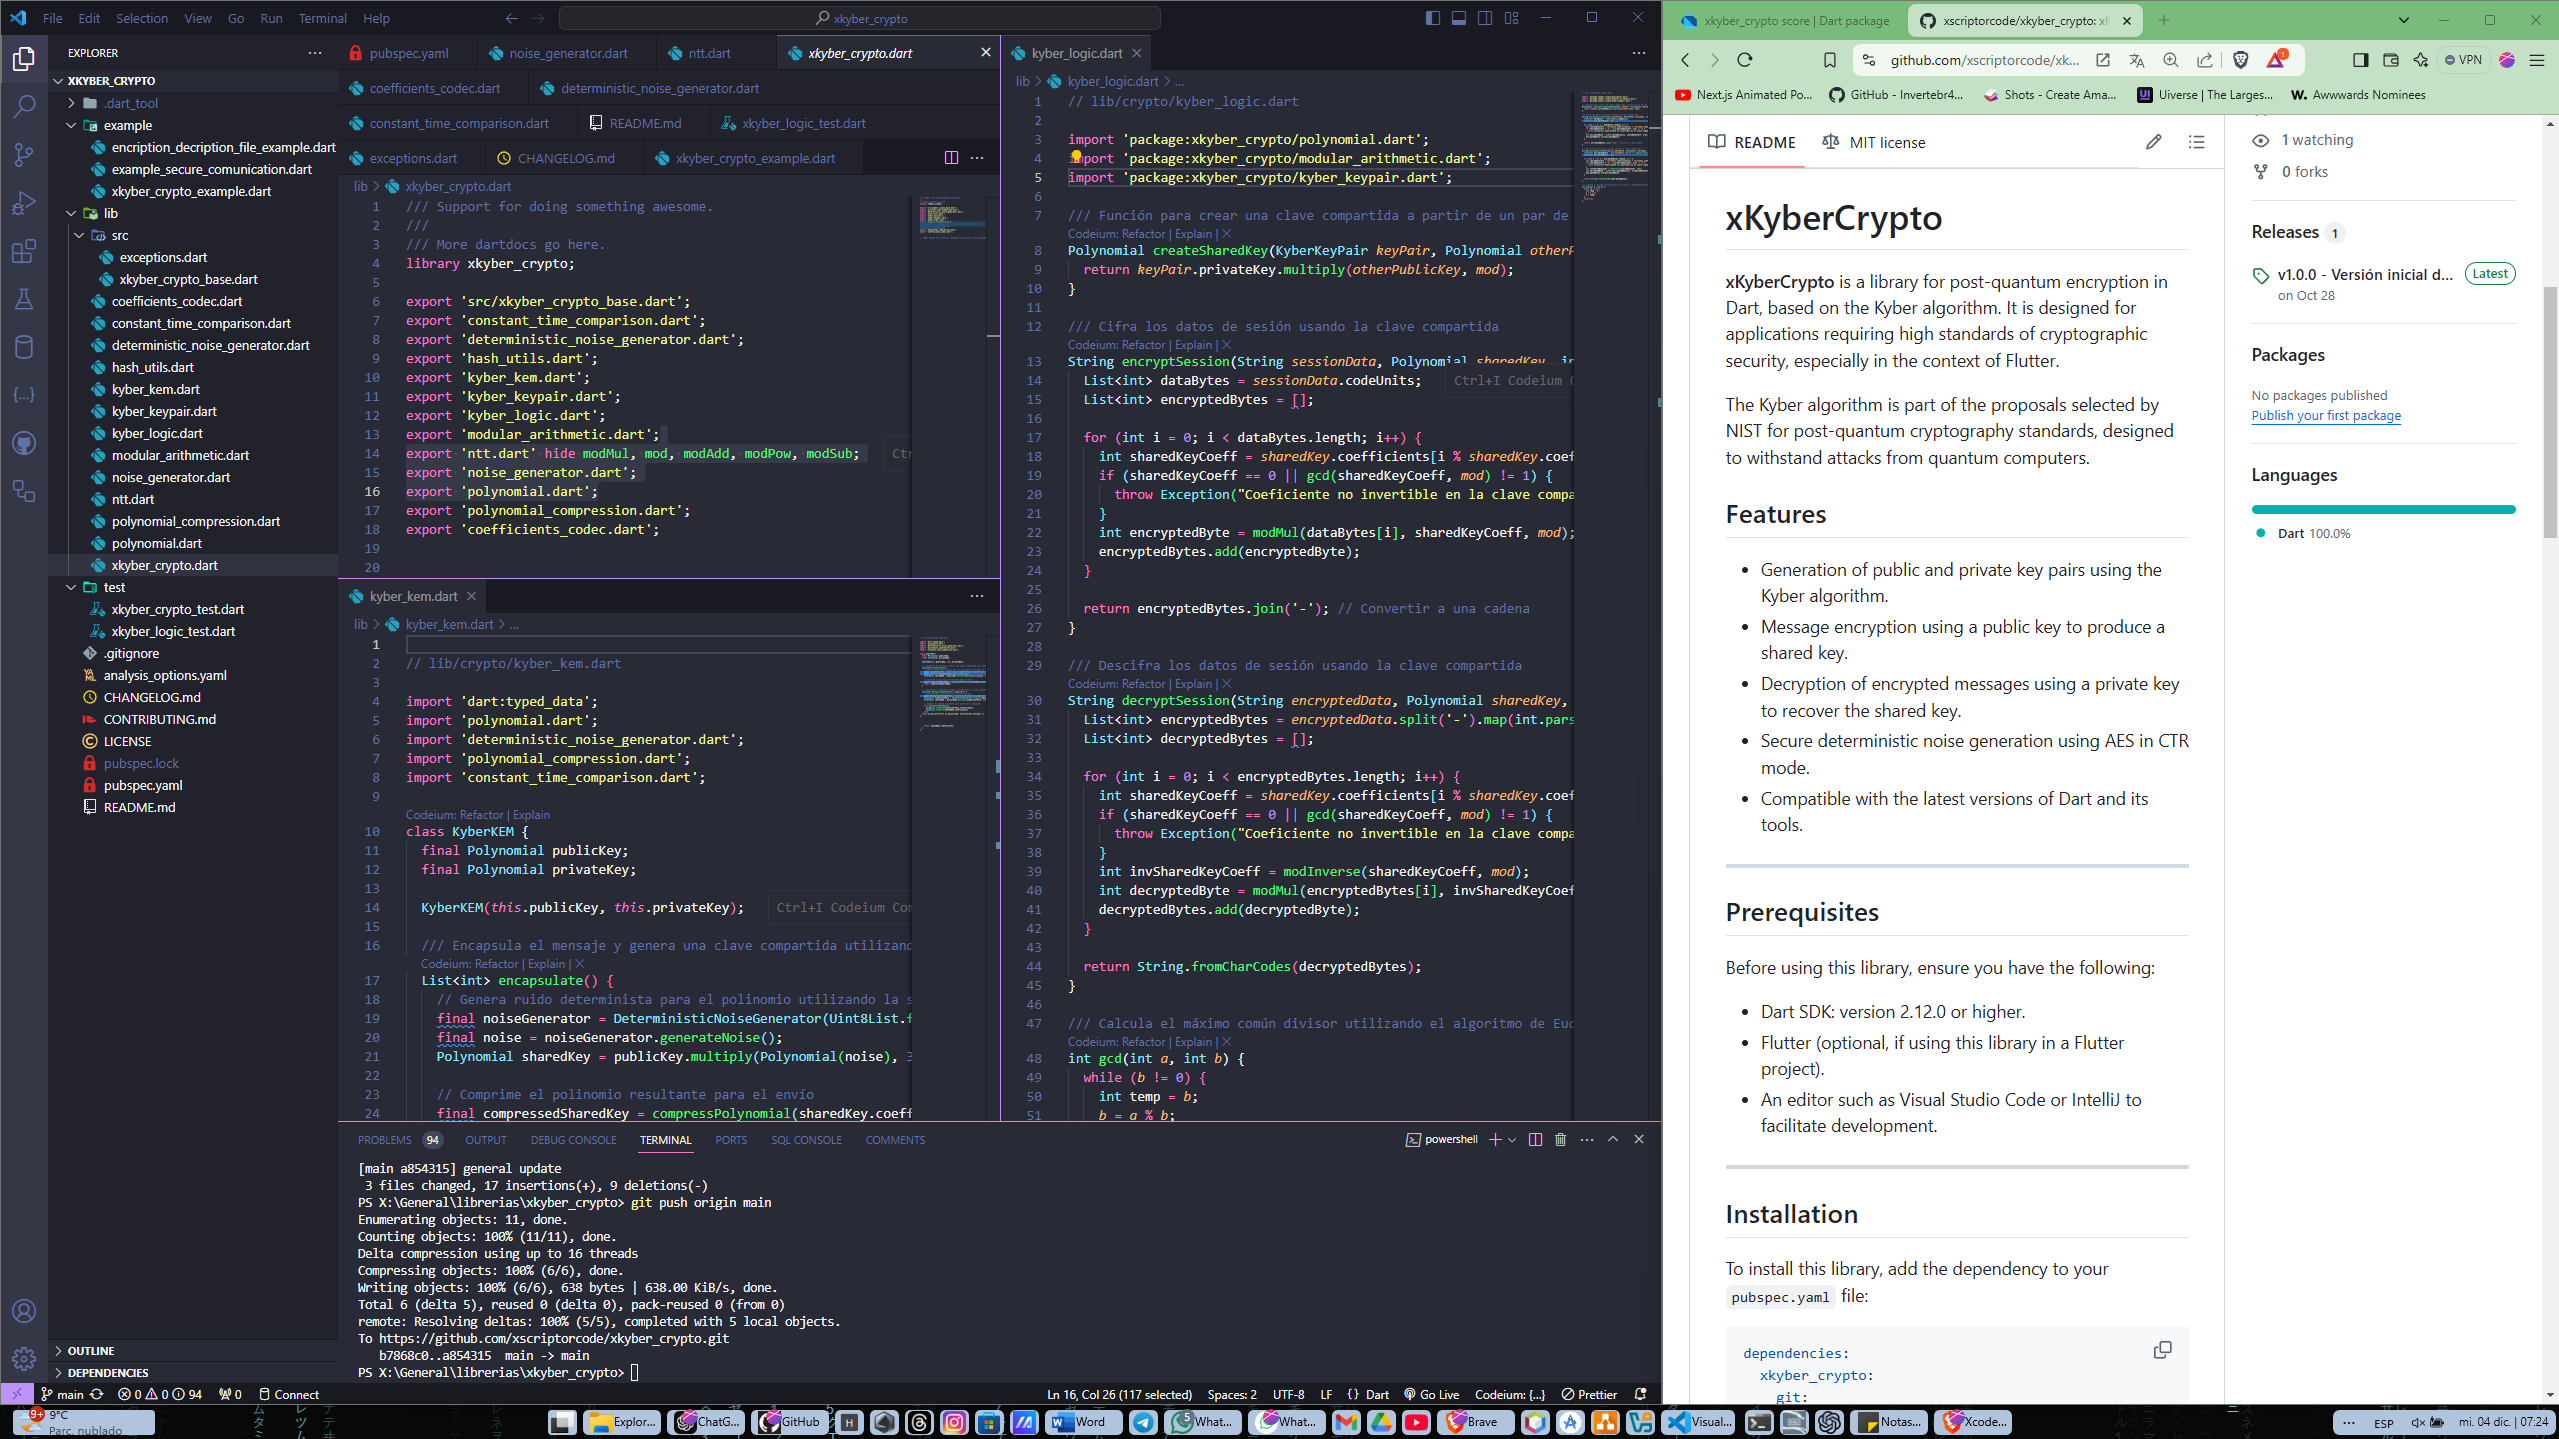 File Edit Selection View Go Run Terminal Help
xkyber_crypto
EXPLORER
XKYBER_CRYPTO
.dart_tool
example
encription_decription_file_example.dart
example_secure_comunication.dart
xkyber_crypto_example.dart
lib
src
exceptions.dart
xkyber_crypto_base.dart
coefficients_codec.dart
constant_time_comparison.dart
deterministic_noise_generator.dart
hash_utils.dart
kyber_kem.dart
kyber_keypair.dart
kyber_logic.dart
modular_arithmetic.dart
noise_generator.dart
ntt.dart
polynomial_compression.dart
polynomial.dart
xkyber_crypto.dart
test
xkyber_crypto_test.dart
xkyber_logic_test.dart
.gitignore
analysis_options.yaml
CHANGELOG.md
CONTRIBUTING.md
LICENSE
pubspec.lock
pubspec.yaml
README.md
OUTLINE
DEPENDENCIES
pubspec.yaml noise_generator.dart ntt.dart xkyber_crypto.dart
coefficients_codec.dart deterministic_noise_generator.dart
constant_time_comparison.dart README.md xkyber_logic_test.dart
exceptions.dart CHANGELOG.md xkyber_crypto_example.dart
lib > xkyber_crypto.dart
1 /// Support for doing something awesome.
2 ///
3 /// More dartdocs go here.
4 library xkyber_crypto;
5
6 export 'src/xkyber_crypto_base.dart';
7 export 'constant_time_comparison.dart';
8 export 'deterministic_noise_generator.dart';
9 export 'hash_utils.dart';
10 export 'kyber_kem.dart';
11 export 'kyber_keypair.dart';
12 export 'kyber_logic.dart';
13 export 'modular_arithmetic.dart';
14 export 'ntt.dart' hide modMul, mod, modAdd, modPow, modSub;
15 export 'noise_generator.dart';
16 export 'polynomial.dart';
17 export 'polynomial_compression.dart';
18 export 'coefficients_codec.dart';
19
20
kyber_kem.dart
lib > kyber_kem.dart > ...
1
2 // lib/crypto/kyber_kem.dart
3
4 import 'dart:typed_data';
5 import 'polynomial.dart';
6 import 'deterministic_noise_generator.dart';
7 import 'polynomial_compression.dart';
8 import 'constant_time_comparison.dart';
9
Codeium: Refactor | Explain
10 class KyberKEM {
11 final Polynomial publicKey;
12 final Polynomial privateKey;
13
14 KyberKEM(this.publicKey, this.privateKey); Ctrl+I Codeium Com
15
16 /// Encapsula el mensaje y genera una clave compartida utilizan
Codeium: Refactor | Explain | X
17 List<int> encapsulate() {
18 // Genera ruido determinista para el polinomio utilizando la s
19 final noiseGenerator = DeterministicNoiseGenerator(Uint8List.f
20 final noise = noiseGenerator.generateNoise();
21 Polynomial sharedKey = publicKey.multiply(Polynomial(noise), 3
22
23 // Comprime el polinomio resultante para el envío
24 final compressedSharedKey = compressPolynomial(sharedKey.coeff
kyber_logic.dart
lib > kyber_logic.dart > ...
1 // lib/crypto/kyber_logic.dart
2
3 import 'package:xkyber_crypto/polynomial.dart';
4 import 'package:xkyber_crypto/modular_arithmetic.dart';
5 import 'package:xkyber_crypto/kyber_keypair.dart';
6
7 /// Función para crear una clave compartida a partir de un par de
Codeium: Refactor | Explain | X
8 Polynomial createSharedKey(KyberKeyPair keyPair, Polynomial otherP
9 return keyPair.privateKey.multiply(otherPublicKey, mod);
10 }
11
12 /// Cifra los datos de sesión usando la clave compartida
Codeium: Refactor | Explain | X
13 String encryptSession(String sessionData, Polynomial sharedKey, in
14 List<int> dataBytes = sessionData.codeUnits; Ctrl+I Codeium C
15 List<int> encryptedBytes = [];
16
17 for (int i = 0; i < dataBytes.length; i++) {
18 int sharedKeyCoeff = sharedKey.coefficients[i % sharedKey.coef
19 if (sharedKeyCoeff == 0 || gcd(sharedKeyCoeff, mod) != 1) {
20 throw Exception("Coeficiente no invertible en la clave compa
21 }
22 int encryptedByte = modMul(dataBytes[i], sharedKeyCoeff, mod);
23 encryptedBytes.add(encryptedByte);
24 }
25
26 return encryptedBytes.join('-'); // Convertir a una cadena
27 }
28
29 /// Descifra los datos de sesión usando la clave compartida
Codeium: Refactor | Explain | X
30 String decryptSession(String encryptedData, Polynomial sharedKey,
31 List<int> encryptedBytes = encryptedData.split('-').map(int.pars
32 List<int> decryptedBytes = [];
33
34 for (int i = 0; i < encryptedBytes.length; i++) {
35 int sharedKeyCoeff = sharedKey.coefficients[i % sharedKey.coef
36 if (sharedKeyCoeff == 0 || gcd(sharedKeyCoeff, mod) != 1) {
37 throw Exception("Coeficiente no invertible en la clave compa
38 }
39 int invSharedKeyCoeff = modInverse(sharedKeyCoeff, mod);
40 int decryptedByte = modMul(encryptedBytes[i], invSharedKeyCoef
41 decryptedBytes.add(decryptedByte);
42 }
43
44 return String.fromCharCodes(decryptedBytes);
45 }
46
47 /// Calcula el máximo común divisor utilizando el algoritmo de Euc
Codeium: Refactor | Explain | X
48 int gcd(int a, int b) {
49 while (b != 0) {
50 int temp = b;
51 b = a % b;
PROBLEMS 94 OUTPUT DEBUG CONSOLE TERMINAL PORTS SQL CONSOLE COMMENTS powershell
[main a854315] general update
3 files changed, 17 insertions(+), 9 deletions(-)
PS X:\General\librerias\xkyber_crypto> git push origin main
Enumerating objects: 11, done.
Counting objects: 100% (11/11), done.
Delta compression using up to 16 threads
Compressing objects: 100% (6/6), done.
Writing objects: 100% (6/6), 638 bytes | 638.00 KiB/s, done.
Total 6 (delta 5), reused 0 (delta 0), pack-reused 0 (from 0)
remote: Resolving deltas: 100% (5/5), completed with 5 local objects.
To https://github.com/xscriptorcode/xkyber_crypto.git
b7868c0..a854315 main -> main
PS X:\General\librerias\xkyber_crypto>
main 0 0 94 0 Connect Ln 16, Col 26 (117 selected) Spaces: 2 UTF-8 LF {} Dart Go Live Codeium: {...} Prettier
xkyber_crypto score | Dart package xscriptorcode/xkyber_crypto: xk
github.com/xscriptorcode/xk... 1 VPN
Next.js Animated Po... GitHub - Invertebr4... Shots - Create Ama... Uiverse | The Larges... W. Awwwards Nominees
README MIT license
xKyberCrypto
xKyberCrypto is a library for post-quantum encryption in
Dart, based on the Kyber algorithm. It is designed for
applications requiring high standards of cryptographic
security, especially in the context of Flutter.
The Kyber algorithm is part of the proposals selected by
NIST for post-quantum cryptography standards, designed
to withstand attacks from quantum computers.
Features
• Generation of public and private key pairs using the
Kyber algorithm.
• Message encryption using a public key to produce a
shared key.
• Decryption of encrypted messages using a private key
to recover the shared key.
• Secure deterministic noise generation using AES in CTR
mode.
• Compatible with the latest versions of Dart and its
tools.
Prerequisites
Before using this library, ensure you have the following:
• Dart SDK: version 2.12.0 or higher.
• Flutter (optional, if using this library in a Flutter
project).
• An editor such as Visual Studio Code or IntelliJ to
facilitate development.
Installation
To install this library, add the dependency to your
pubspec.yaml file:
dependencies:
xkyber_crypto:
git:
1 watching
0 forks
Releases 1
v1.0.0 - Versión inicial d... Latest
on Oct 28
Packages
No packages published
Publish your first package
Languages
Dart 100.0%
9+ 9°C
Parc. nublado
Explor... ChatG... GitHub Word What... What... Brave Visual... Notas... Xcode...
ESP mi. 04 dic. | 07:24